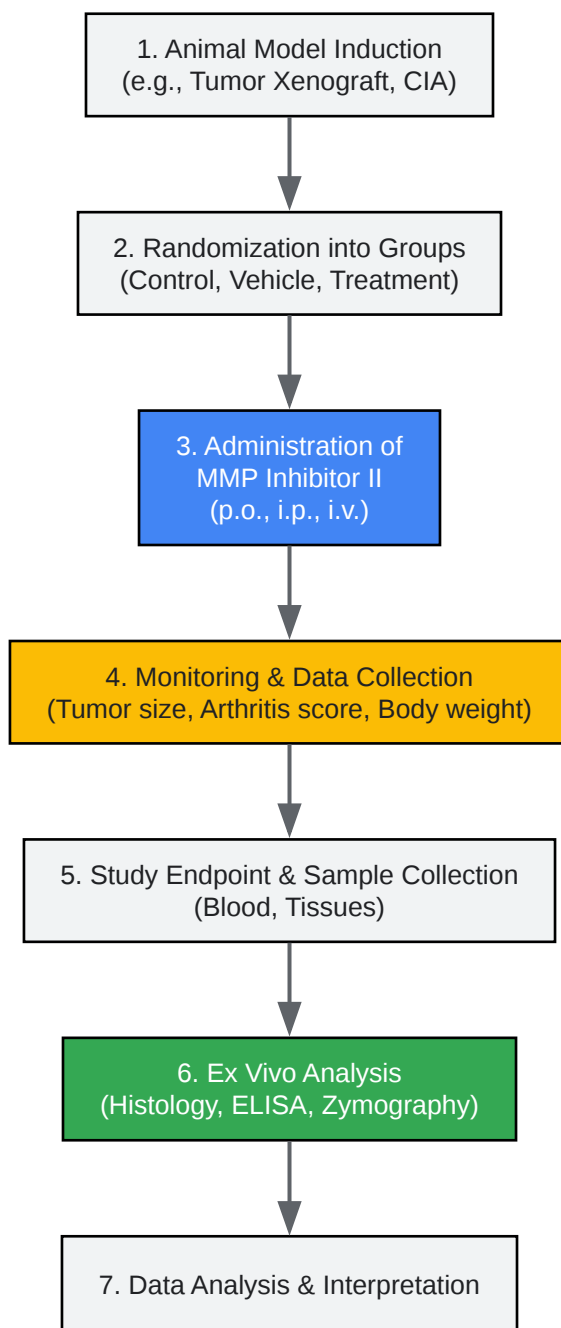 1. Animal Model Induction
(e.g., Tumor Xenograft, CIA)
2. Randomization into Groups
(Control, Vehicle, Treatment)
3. Administration of
MMP Inhibitor II
(p.o., i.p., i.v.)
4. Monitoring & Data Collection
(Tumor size, Arthritis score, Body weight)
5. Study Endpoint & Sample Collection
(Blood, Tissues)
6. Ex Vivo Analysis
(Histology, ELISA, Zymography)
7. Data Analysis & Interpretation